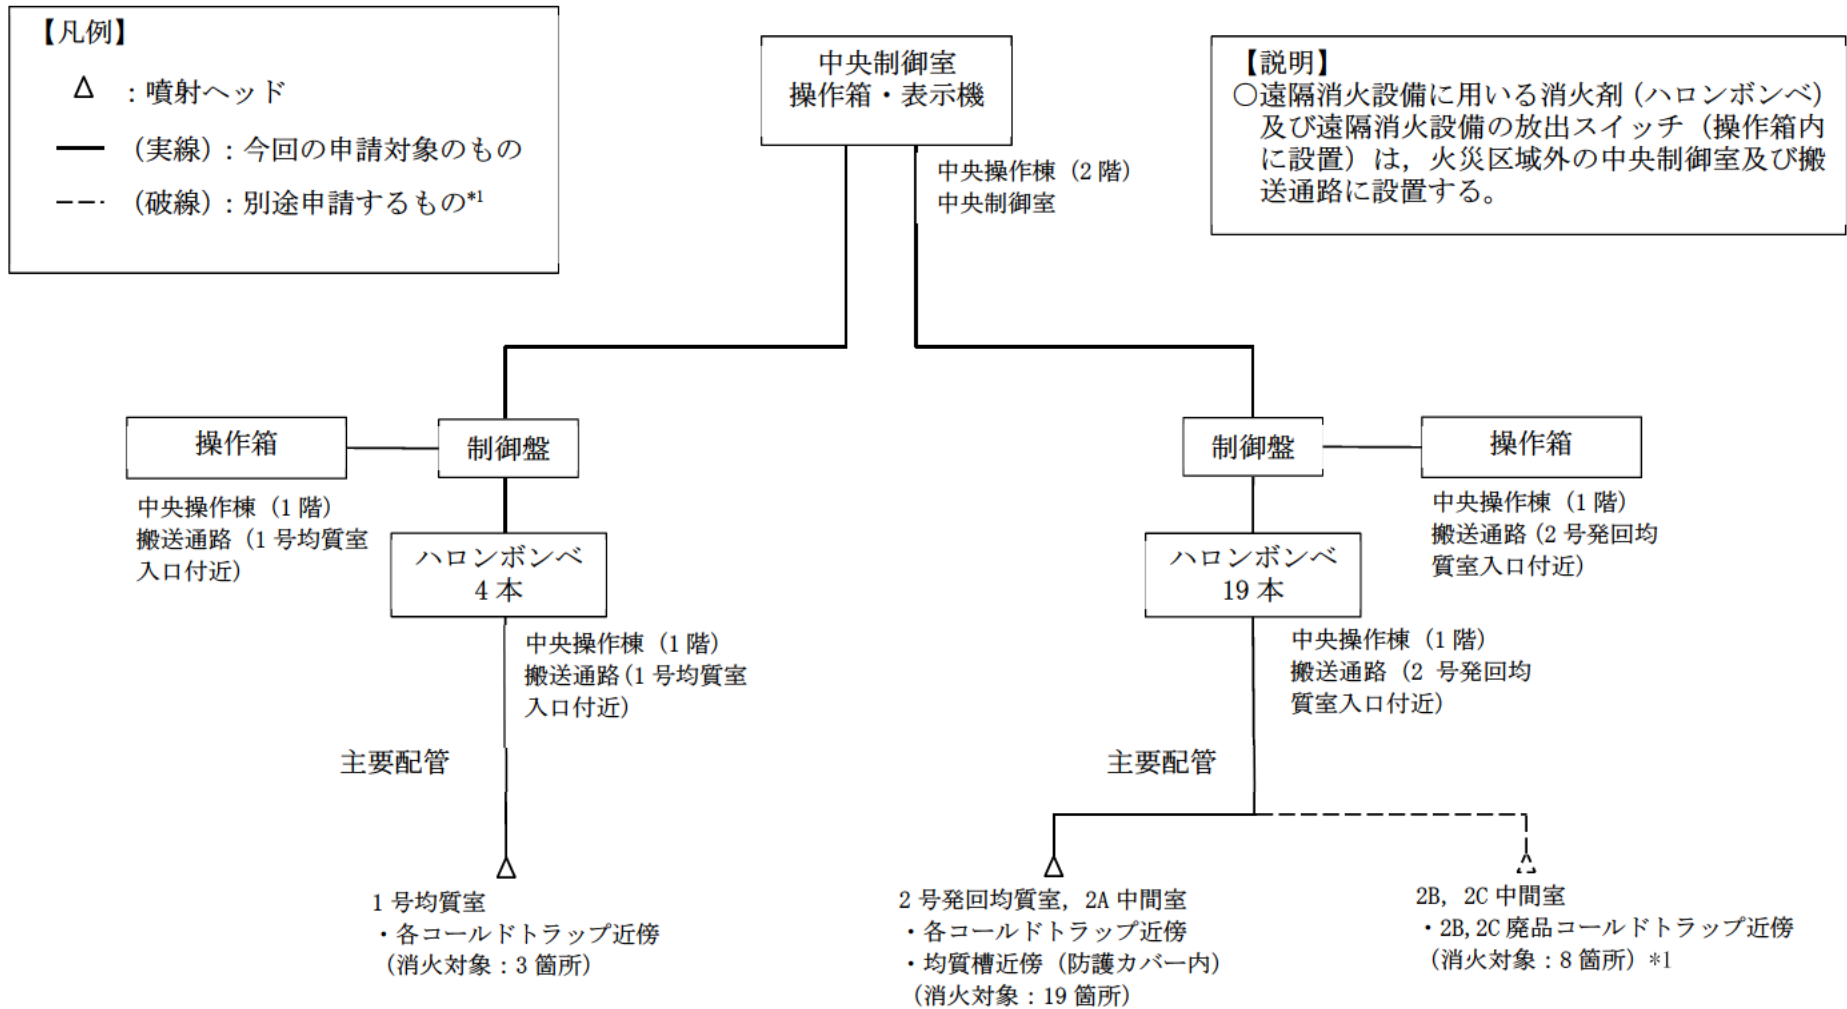 【凡例】
△ : 噴射ヘッド
(実線) : 今回の申請対象のもの
(破線) : 別途申請するもの*1
中央制御室
操作箱・表示機
中央操作棟 (2 階)
中央制御室
【説明】
○遠隔消火設備に用いる消火剤 (ハロンボンベ)
及び遠隔消火設備の放出スイッチ (操作箱内
に設置) は, 火災区域外の中央制御室及び搬
送通路に設置する。
操作箱
制御盤
中央操作棟 (1 階)
搬送通路 (1 号均質室
入口付近)
ハロンボンベ
4 本
中央操作棟 (1 階)
搬送通路 (1 号均質室
入口付近)
主要配管
1 号均質室
・各コールドトラップ近傍
(消火対象 : 3 箇所)
制御盤
操作箱
中央操作棟 (1 階)
搬送通路 (2 号発回均
質室入口付近)
ハロンボンベ
19 本
中央操作棟 (1 階)
搬送通路 (2 号発回均
質室入口付近)
主要配管
2 号発回均質室, 2A 中間室
・各コールドトラップ近傍
・均質槽近傍 (防護カバー内)
(消火対象 : 19 箇所)
2B, 2C 中間室
・2B, 2C 廃品コールドトラップ近傍
(消火対象 : 8 箇所) *1